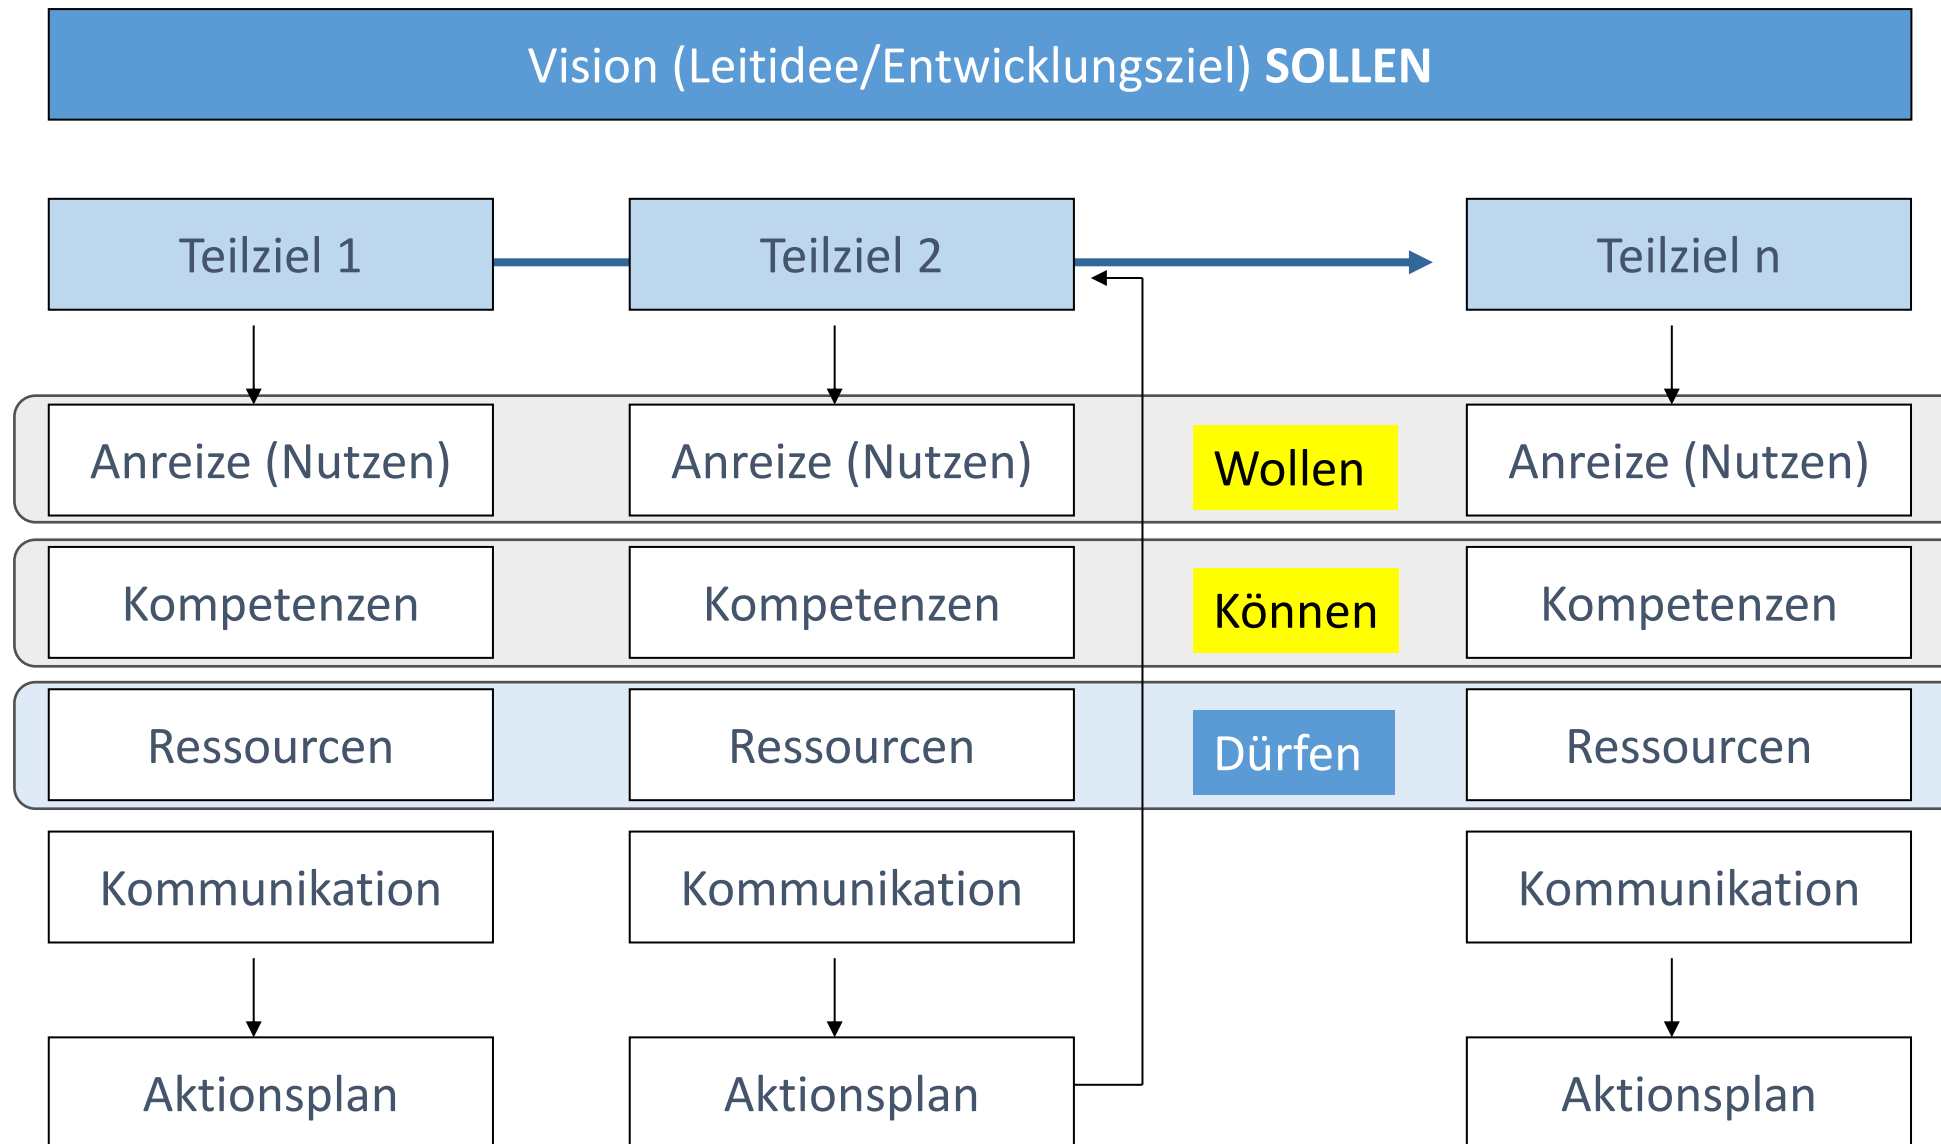 Vision (Leitidee/Entwicklungsziel) SOLLEN
Teilziel 1
Teilziel 2
Teilziel n
Anreize (Nutzen)
Anreize (Nutzen)
Wollen
Anreize (Nutzen)
Kompetenzen
Kompetenzen
Können
Kompetenzen
Ressourcen
Ressourcen
Dürfen
Ressourcen
Kommunikation
Kommunikation
Kommunikation
Aktionsplan
Aktionsplan
Aktionsplan